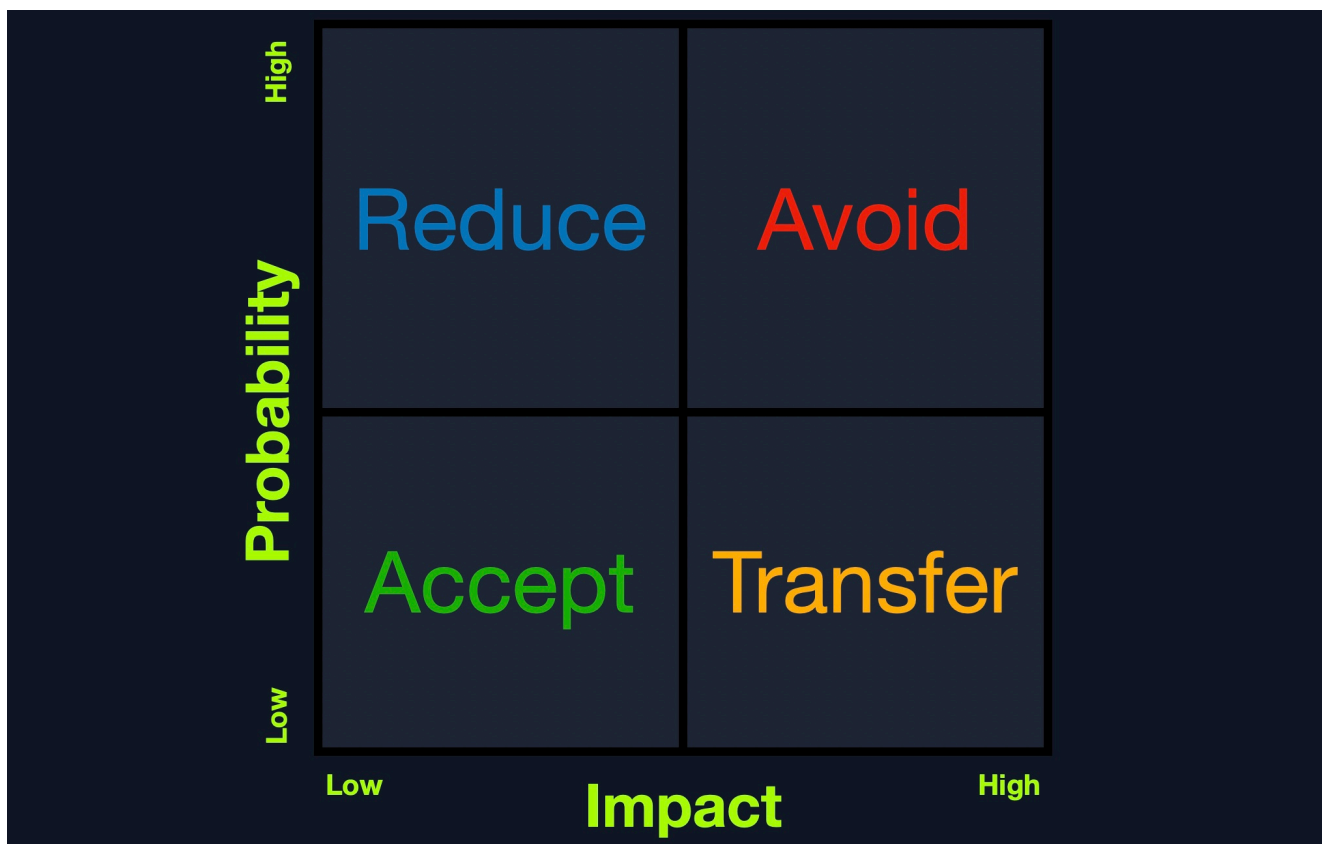 High
Reduce
Avoid
Probability
Accept
Transfer
Low
Low
High
Impact